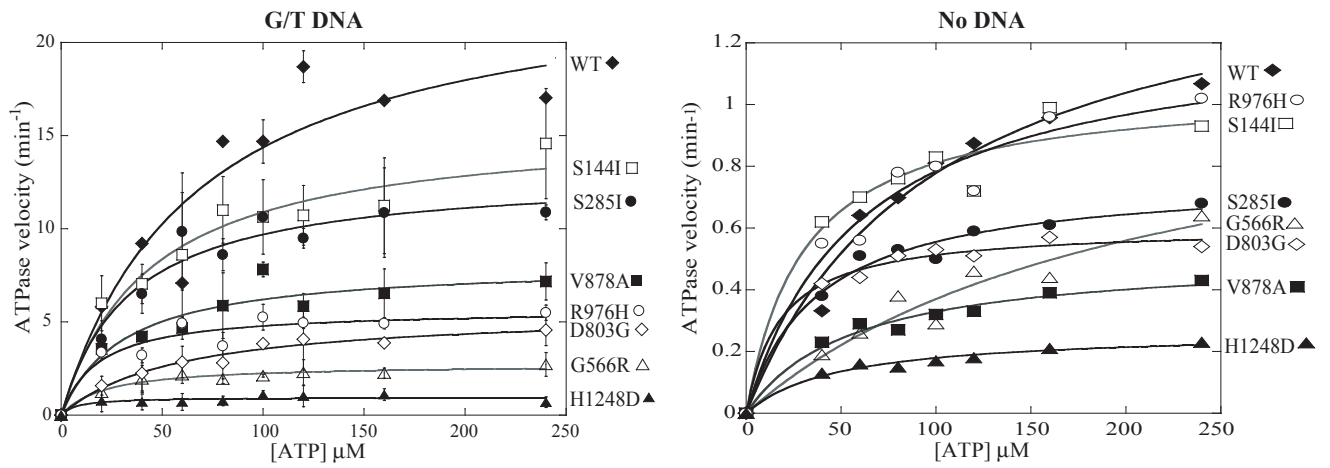 G/T DNA
20
15
10
5
0
ATPase velocity (min-1)
0 50 100 150 200 250
[ATP] μM
WT
S144I
S285I
V878A
R976H
D803G
G566R
H1248D
No DNA
1.2
1
0.8
0.6
0.4
0.2
0
ATPase velocity (min-1)
0 50 100 150 200 250
[ATP] μM
WT
R976H
S144I
S285I
G566R
D803G
V878A
H1248D